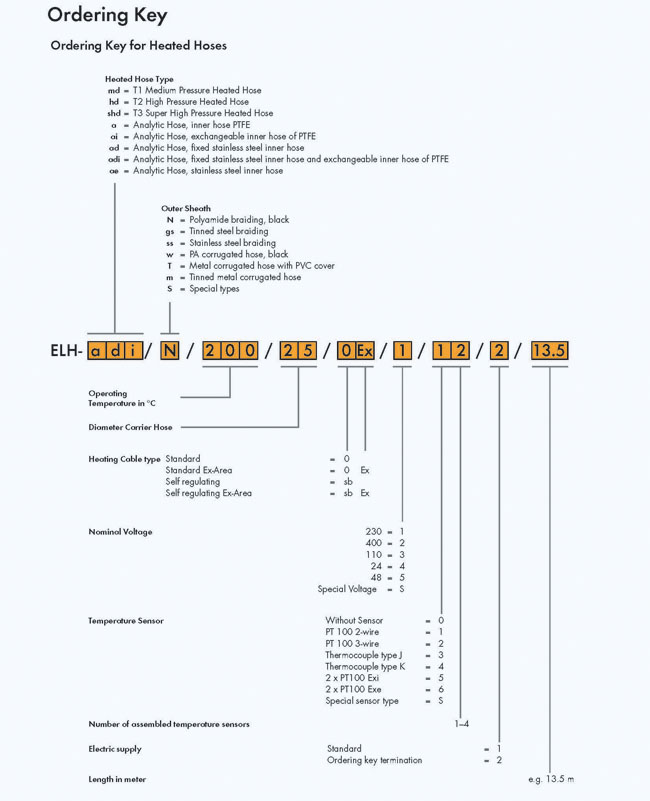 Ordering Key
Ordering Key for Heated Hoses
Heated Hose Type
md = T1 Medium Pressure Heated Hose
hd = T2 High Pressure Heated Hose
shd = T3 Super High Pressure Heated Hose
a = Analytic Hose, inner hose PTFE
ai = Analytic Hose, exchangeable inner hose of PTFE
ad = Analytic Hose, fixed stainless steel inner hose
adi = Analytic Hose, fixed stainless steel inner hose and exchangeable inner hose of PTFE
ae = Analytic Hose, stainless steel inner hose
Outer Sheath
N = Polyamide braiding, black
gs = Tinned steel braiding
ss = Stainless steel braiding
w = PA corrugated hose, black
T = Metal corrugated hose with PVC cover
m = Tinned metal corrugated hose
S = Special types
ELH- adi / N / 200 / 25 / 0 Ex / 1 / 12 / 2 / 13.5
Operating
Temperature in °C
Diameter Carrier Hose
Heating Cable type Standard = 0
Standard Ex-Area = 0 Ex
Self regulating = sb
Self regulating Ex-Area = sb Ex
Nominal Voltage 230 = 1
400 = 2
110 = 3
24 = 4
48 = 5
Special Voltage = S
Temperature Sensor Without Sensor = 0
PT 100 2-wire = 1
PT 100 3-wire = 2
Thermocouple type J = 3
Thermocouple type K = 4
2 x PT100 Exi = 5
2 x PT100 Exe = 6
Special sensor type = S
Number of assembled temperature sensors 1–4
Electric supply Standard = 1
Ordering key termination = 2
Length in meter e.g. 13.5 m